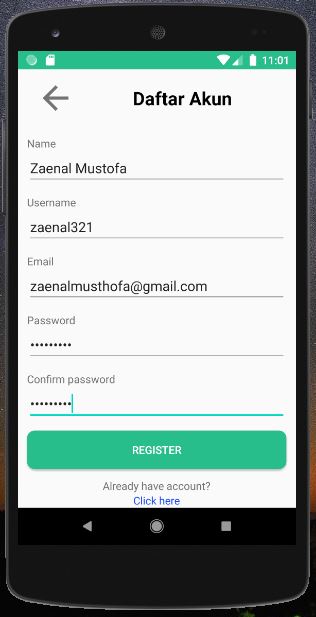 11:01
Daftar Akun
Name
Zaenal Mustofa
Username
zaenal321
Email
zaenalmusthofa@gmail.com
Password
•••••••••
Confirm password
•••••••••
REGISTER
Already have account?
Click here